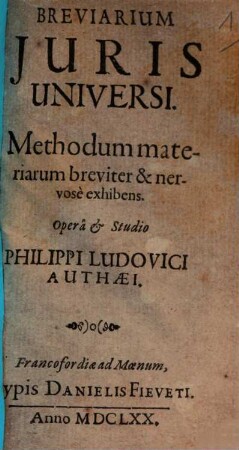 BREVIARIUM
JURIS
UNIVERSI.
Methodum mate-
riarum breviter & ner-
vosè exhibens.
Operâ & Studio
PHILIPPI LUDOVICI
AUTHÆI.
Francofordiæ ad Mœnum,
ypis DANIELIS FIEVETI.
Anno MDCLXX.